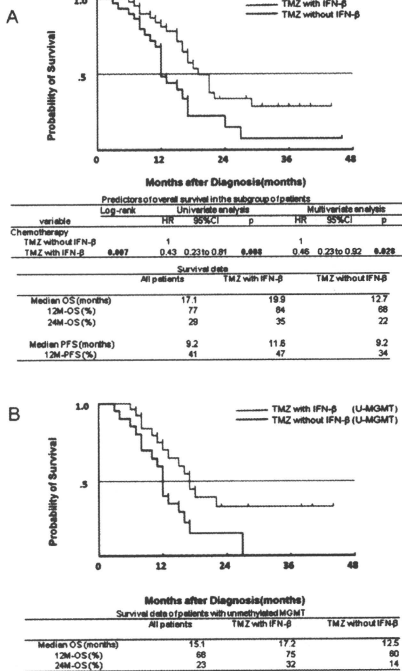 A
1.0
TMZ with IFN-β
TMZ without IFN-β
Probability of Survival
.5
0 12 24 36 48
Months after Diagnosis(months)
Predictors of overall survival in the subgroup of patients
Log-rank Univariate analysis Multivariate analysis
variable HR 95%CI p HR 95%CI p
Chemotherapy
TMZ without IFN-β 1 1
TMZ with IFN-β 0.007 0.43 0.23 to 0.81 0.008 0.46 0.23 to 0.92 0.028
Survival data
All patients TMZ with IFN-β TMZ without IFN-β
Median OS (months) 17.1 19.9 12.7
12M-OS (%) 77 84 68
24M-OS (%) 29 35 22
Median PFS (months) 9.2 11.6 9.2
12M-PFS (%) 41 47 34
B
1.0
TMZ with IFN-β (U-MGMT)
TMZ without IFN-β (U-MGMT)
Probability of Survival
.5
0 12 24 36 48
Months after Diagnosis(months)
Survival data of patients with unmethylated MGMT
All patients TMZ with IFN-β TMZ without IFN-β
Median OS (months) 15.1 17.2 12.5
12M-OS (%) 68 75 60
24M-OS (%) 23 32 14